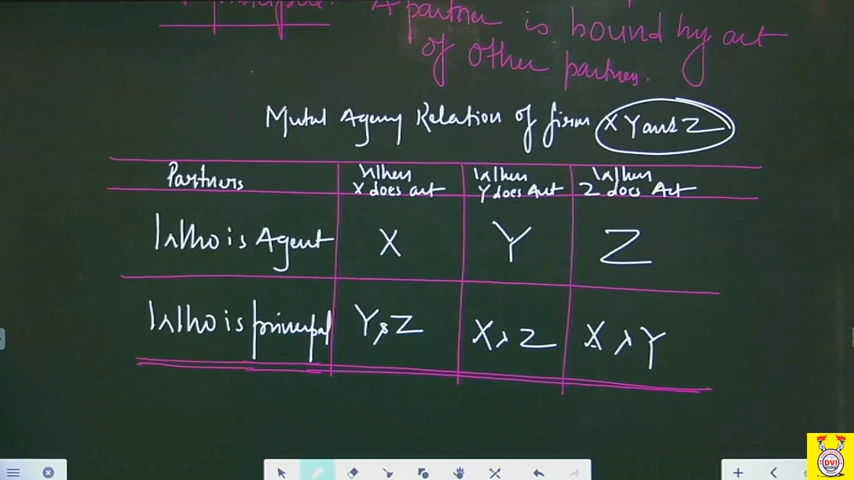 A partner is bound by act
of other partners.
Mutual Agency Relation of firm X Y and Z
Partners When X does act When Y does Act When Z does Act
Who is Agent X Y Z
Who is principal Y, Z X, Z X, Y
DVI